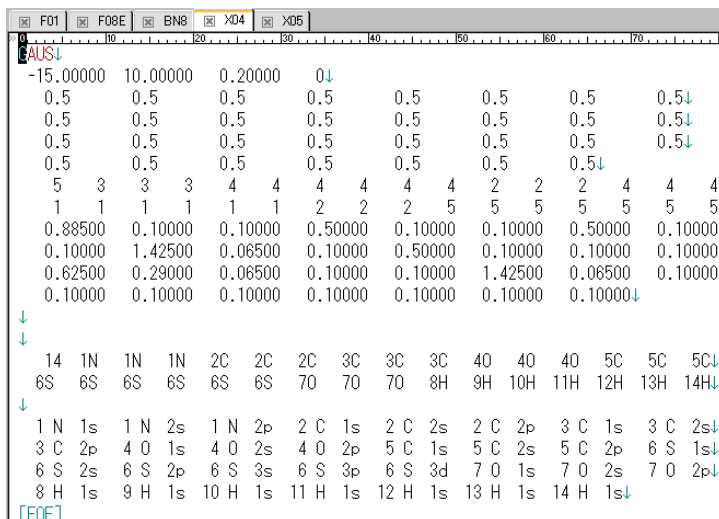 F01 F08E BN8 X04 X05
0 10 20 30 40 50 60 70
GAUS↓
-15.00000 10.00000 0.20000 0↓
0.5 0.5 0.5 0.5 0.5 0.5 0.5 0.5↓
0.5 0.5 0.5 0.5 0.5 0.5 0.5 0.5↓
0.5 0.5 0.5 0.5 0.5 0.5 0.5 0.5↓
0.5 0.5 0.5 0.5 0.5 0.5 0.5↓
5 3 3 3 4 4 4 4 4 4 2 2 2 4 4 4
1 1 1 1 1 1 2 2 2 5 5 5 5 5 5 5
0.88500 0.10000 0.10000 0.50000 0.10000 0.10000 0.50000 0.10000
0.10000 1.42500 0.06500 0.10000 0.50000 0.10000 0.10000 0.10000
0.62500 0.29000 0.06500 0.10000 0.10000 1.42500 0.06500 0.10000
0.10000 0.10000 0.10000 0.10000 0.10000 0.10000 0.10000↓
↓
↓
14 1N 1N 1N 2C 2C 2C 3C 3C 3C 4O 4O 4O 5C 5C 5C↓
6S 6S 6S 6S 6S 6S 7O 7O 7O 8H 9H 10H 11H 12H 13H 14H↓
↓
1 N 1s 1 N 2s 1 N 2p 2 C 1s 2 C 2s 2 C 2p 3 C 1s 3 C 2s↓
3 C 2p 4 O 1s 4 O 2s 4 O 2p 5 C 1s 5 C 2s 5 C 2p 6 S 1s↓
6 S 2s 6 S 2p 6 S 3s 6 S 3p 6 S 3d 7 O 1s 7 O 2s 7 O 2p↓
8 H 1s 9 H 1s 10 H 1s 11 H 1s 12 H 1s 13 H 1s 14 H 1s↓
[EOF]